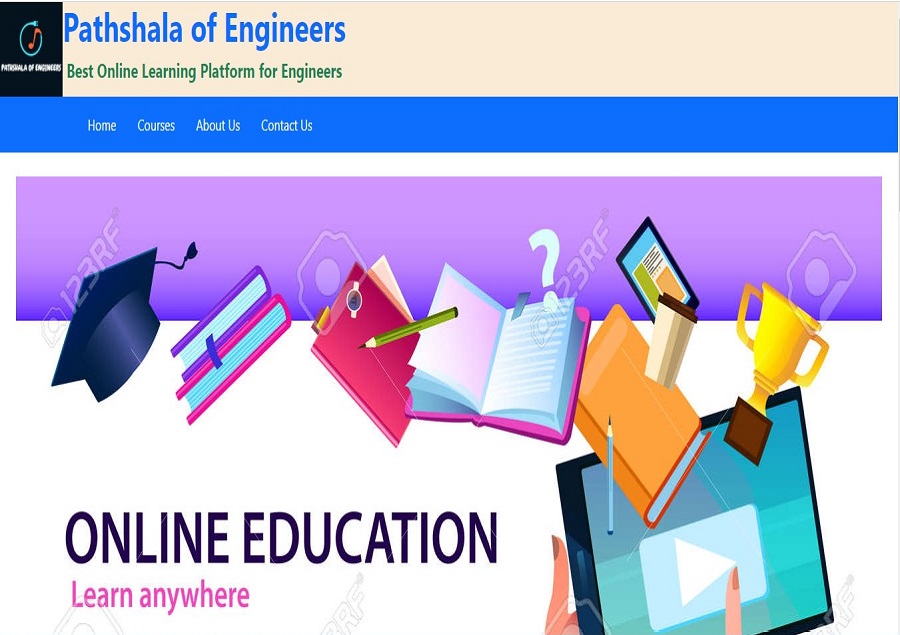 Pathshala of Engineers
PATHSHALA OF ENGINEERS
Best Online Learning Platform for Engineers
Home Courses About Us Contact Us
123RF
123RF
ONLINE EDUCATION
Learn anywhere
123RF
123RF